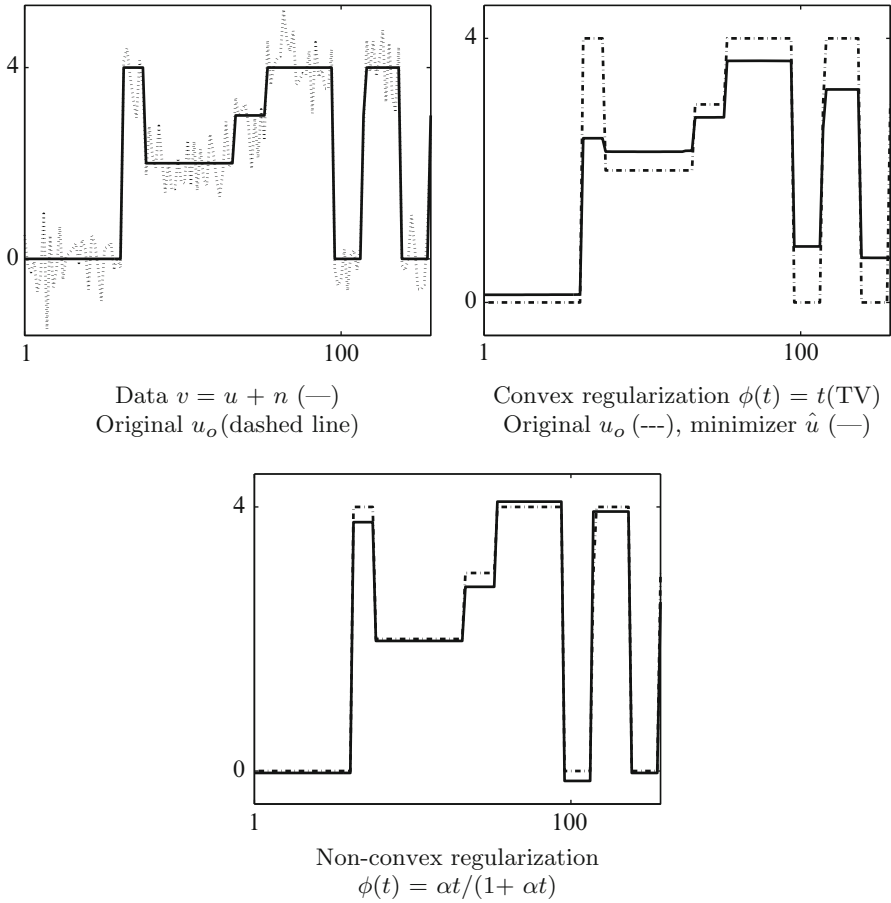 4
0
1
100
Data v = u + n (—)
Original u_o (dashed line)
4
0
1
100
Convex regularization ϕ(t) = t(TV)
Original u_o (---), minimizer û (—)
4
0
1
100
Non-convex regularization
ϕ(t) = αt/(1+ αt)